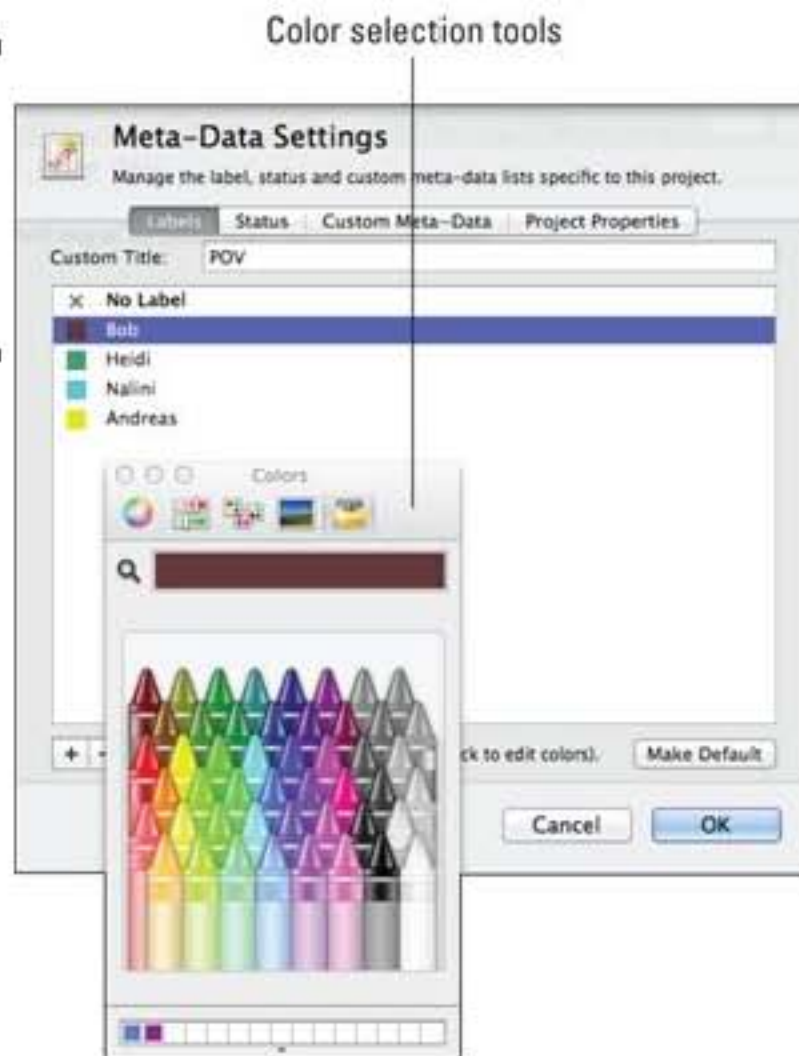 Color selection tools
Meta-Data Settings
Manage the label, status and custom meta-data lists specific to this project.
Labels Status Custom Meta-Data Project Properties
Custom Title: POV
× No Label
Bob
Heidi
Nalini
Andreas
Colors
+ - ck to edit colors). Make Default
Cancel OK